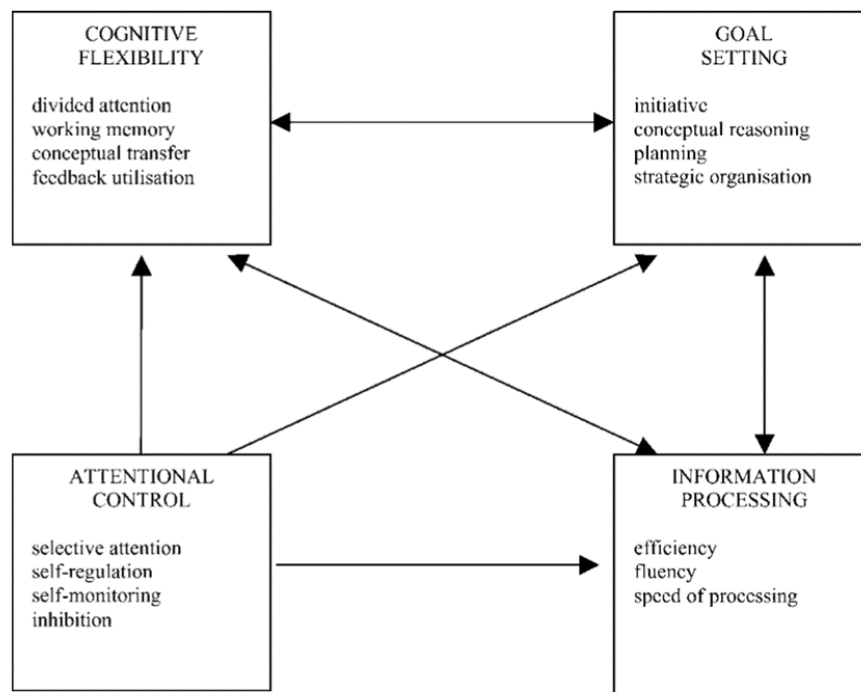 COGNITIVE
FLEXIBILITY
divided attention
working memory
conceptual transfer
feedback utilisation
GOAL
SETTING
initiative
conceptual reasoning
planning
strategic organisation
ATTENTIONAL
CONTROL
selective attention
self-regulation
self-monitoring
inhibition
INFORMATION
PROCESSING
efficiency
fluency
speed of processing